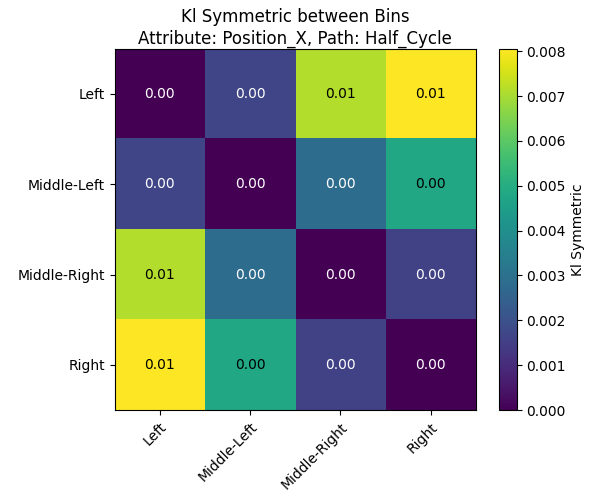 Kl Symmetric between Bins
Attribute: Position_X, Path: Half_Cycle
Left 0.00 0.00 0.01 0.01
Middle-Left 0.00 0.00 0.00 0.00
Middle-Right 0.01 0.00 0.00 0.00
Right 0.01 0.00 0.00 0.00
Left
Middle-Left
Middle-Right
Right
0.008
0.007
0.006
0.005
0.004
0.003
0.002
0.001
0.000
Kl Symmetric